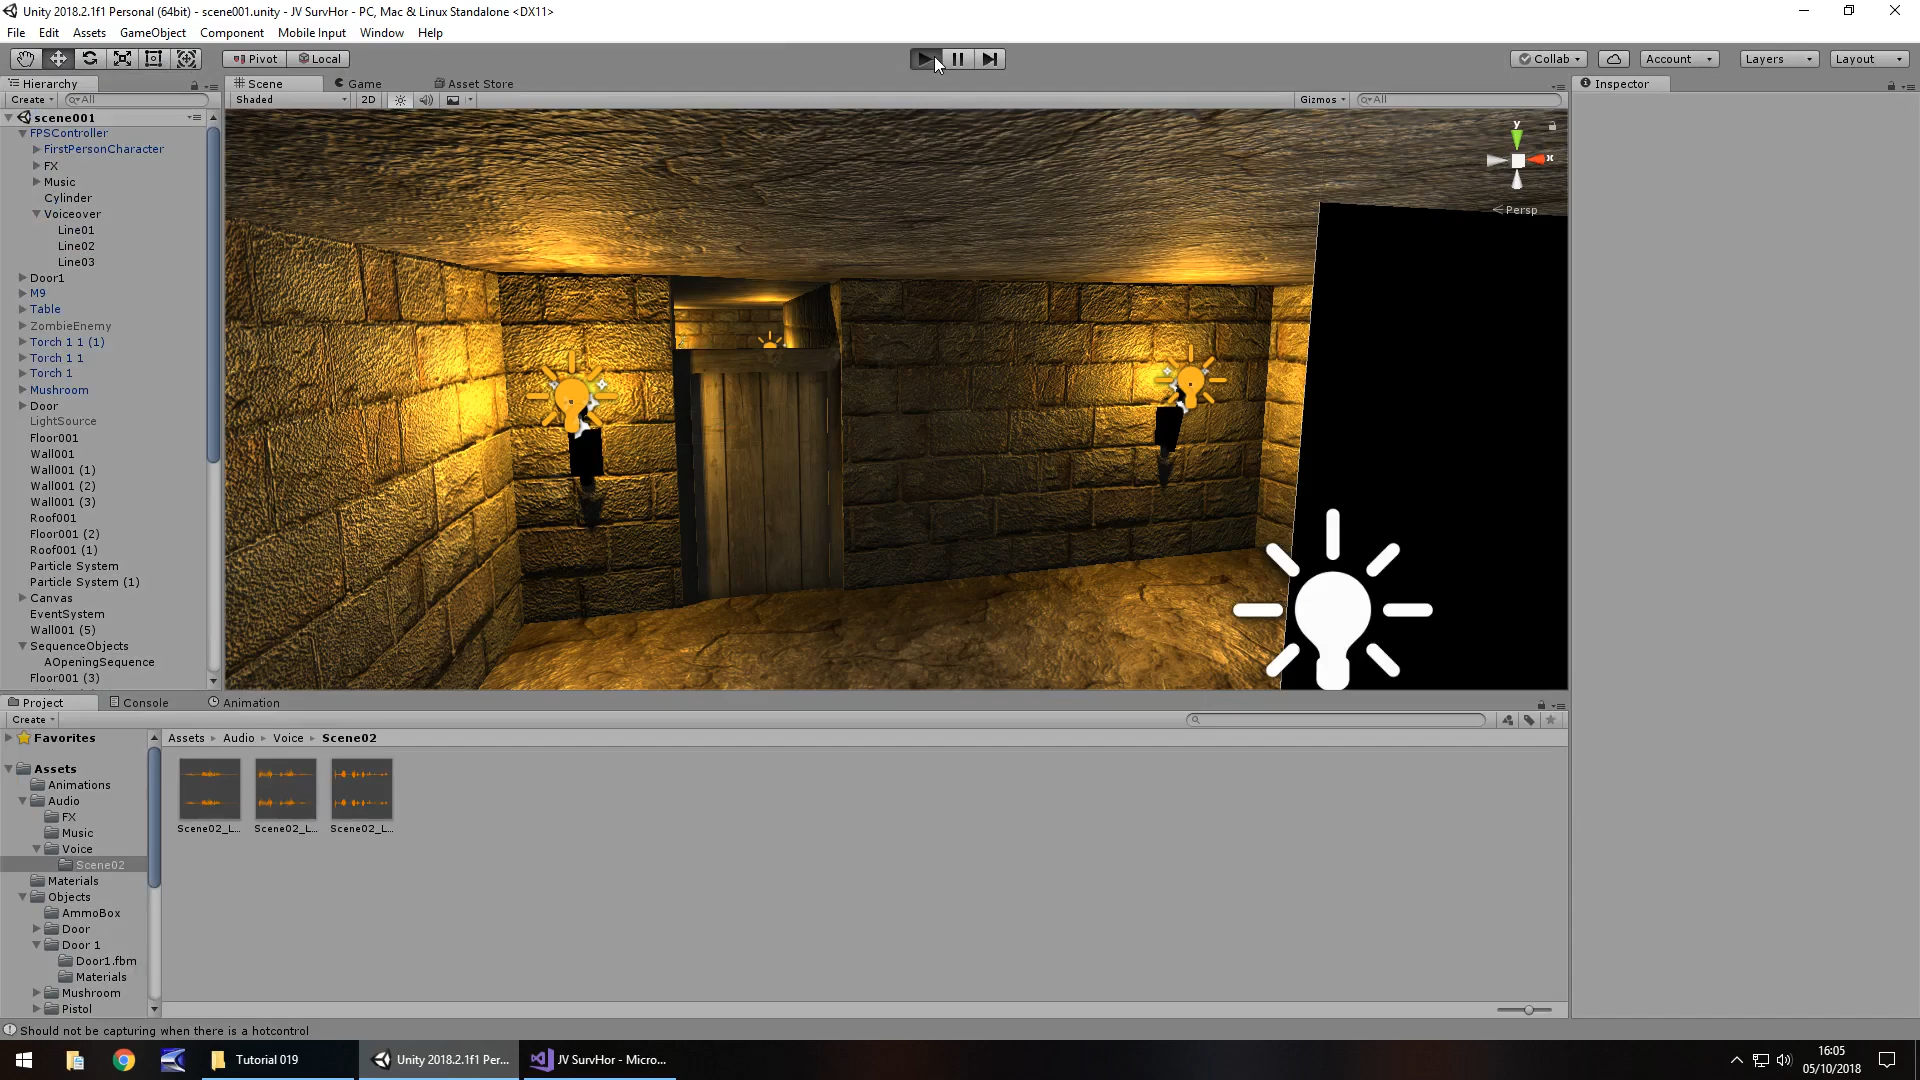 Unity 2018.2.1f1 Personal (64bit) - scene001.unity - JV SurvHor - PC, Mac & Linux Standalone <DX11>
File Edit Assets GameObject Component Mobile Input Window Help
Pivot Local Collab Account Layers Layout
Hierarchy Scene Game Asset Store Inspector
Create All Shaded 2D Gizmos All
scene001
FPSController
FirstPersonCharacter
FX
Music
Cylinder
Voiceover
Line01
Line02
Line03
Door1
M9
Table
ZombieEnemy
Torch 1 1 (1)
Torch 1 1
Torch 1
Mushroom
Door
LightSource
Floor001
Wall001
Wall001 (1)
Wall001 (2)
Wall001 (3)
Roof001
Floor001 (2)
Roof001 (1)
Particle System
Particle System (1)
Canvas
EventSystem
Wall001 (5)
SequenceObjects
AOpeningSequence
Floor001 (3)
y
x
Persp
Project Console Animation
Create
Favorites
Assets
Animations
Audio
FX
Music
Voice
Scene02
Materials
Objects
AmmoBox
Door
Door 1
Door1.fbm
Materials
Mushroom
Pistol
Assets Audio Voice Scene02
Scene02_L... Scene02_L... Scene02_L...
Should not be capturing when there is a hotcontrol
Tutorial 019 Unity 2018.2.1f1 Per... JV SurvHor - Micro...
16:05
05/10/2018